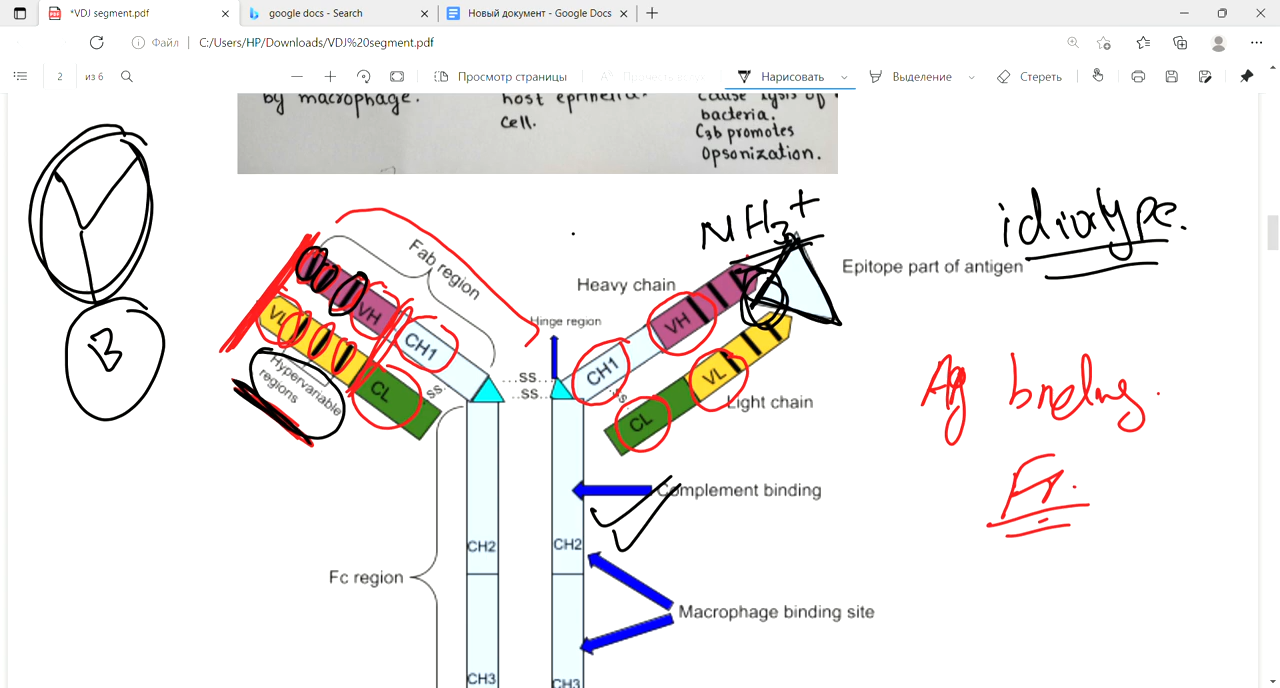 *VDJ segment.pdf
google docs - Search
Новый документ - Google Docs
Файл
C:/Users/HP/Downloads/VDJ%20segment.pdf
2 из 6
Просмотр страницы
Прочесть вслух
Нарисовать
Выделение
Стереть
by macrophage.
host epithelial
cell.
cause lysis of
bacteria.
C3b promotes
Opsonization.
NH3+
idiotype.
Fab region
Heavy chain
Epitope part of antigen
Hinge region
VH
VL
CH1
CL
Hypervariable
regions
SS
...SS...
...SS...
CH1
VH
VL
CL
SS
Light chain
B
Ag binding.
Complement binding
CH2
CH2
Fc region
Macrophage binding site
CH3
CH3